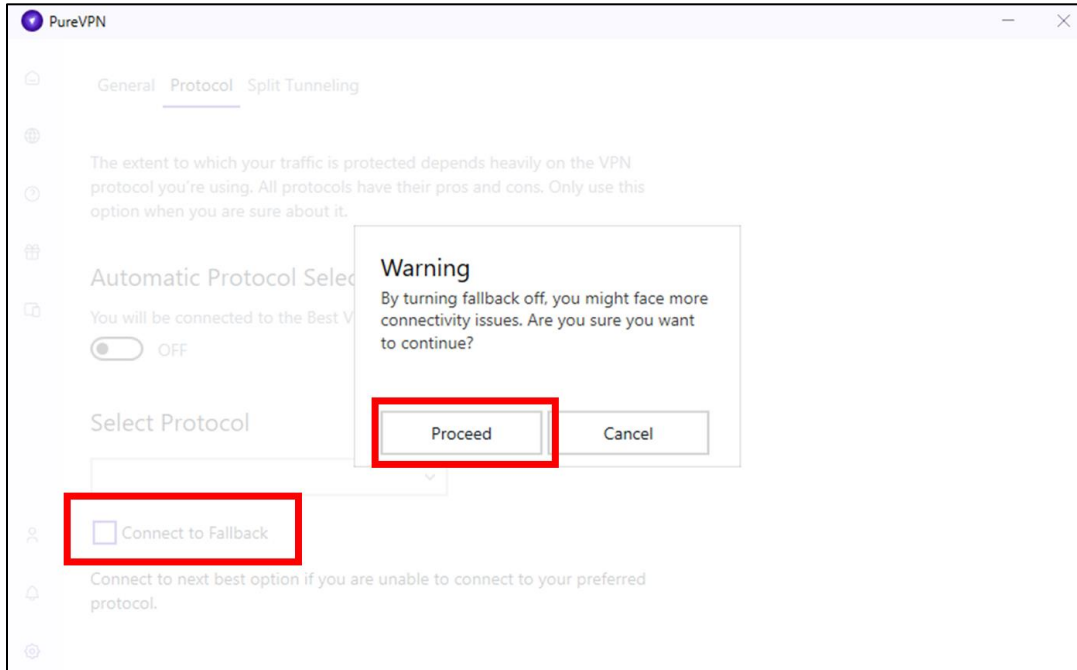 PureVPN
General Protocol Split Tunneling
The extent to which your traffic is protected depends heavily on the VPN
protocol you're using. All protocols have their pros and cons. Only use this
option when you are sure about it.
Automatic Protocol Selec
You will be connected to the Best V
OFF
Warning
By turning fallback off, you might face more
connectivity issues. Are you sure you want
to continue?
Proceed Cancel
Select Protocol
Connect to Fallback
Connect to next best option if you are unable to connect to your preferred
protocol.